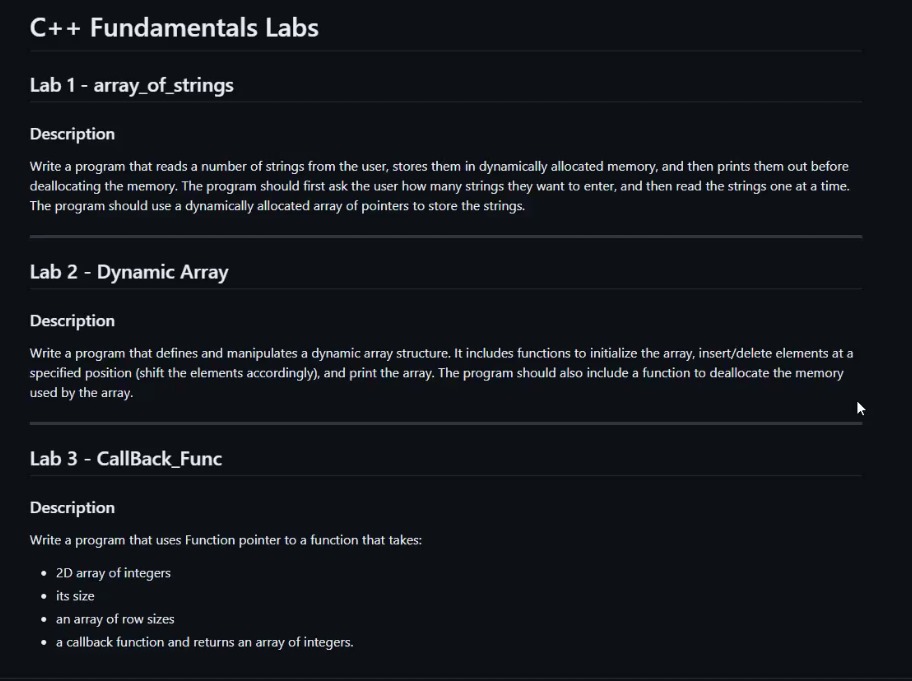 C++ Fundamentals Labs
Lab 1 - array_of_strings
Description
Write a program that reads a number of strings from the user, stores them in dynamically allocated memory, and then prints them out before
deallocating the memory. The program should first ask the user how many strings they want to enter, and then read the strings one at a time.
The program should use a dynamically allocated array of pointers to store the strings.
Lab 2 - Dynamic Array
Description
Write a program that defines and manipulates a dynamic array structure. It includes functions to initialize the array, insert/delete elements at a
specified position (shift the elements accordingly), and print the array. The program should also include a function to deallocate the memory
used by the array.
Lab 3 - CallBack_Func
Description
Write a program that uses Function pointer to a function that takes:
• 2D array of integers
• its size
• an array of row sizes
• a callback function and returns an array of integers.